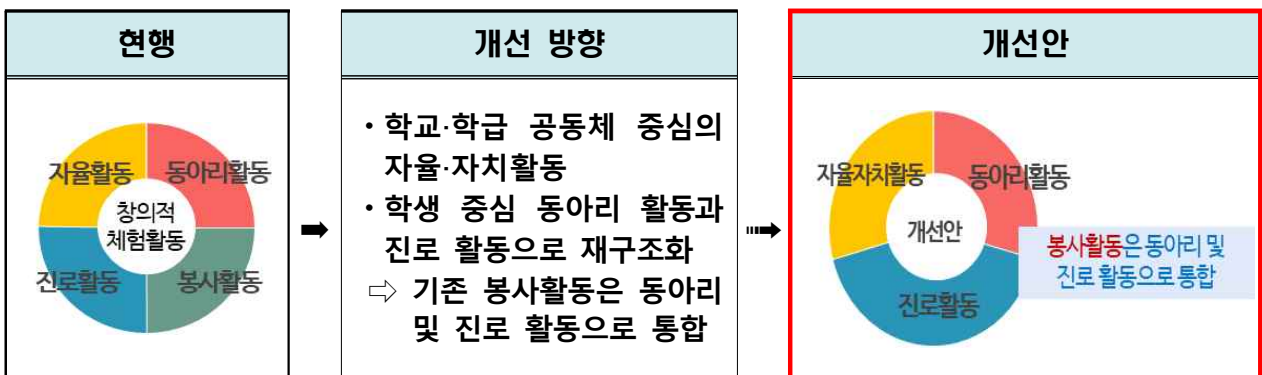 현행
자율활동
동아리활동
창의적
체험활동
진로활동
봉사활동
개선 방향
・학교·학급 공동체 중심의
자율·자치활동
・학생 중심 동아리 활동과
진로 활동으로 재구조화
⇨ 기존 봉사활동은 동아리
및 진로 활동으로 통합
개선안
자율자치활동
동아리활동
개선안
진로활동
봉사활동은 동아리 및
진로 활동으로 통합